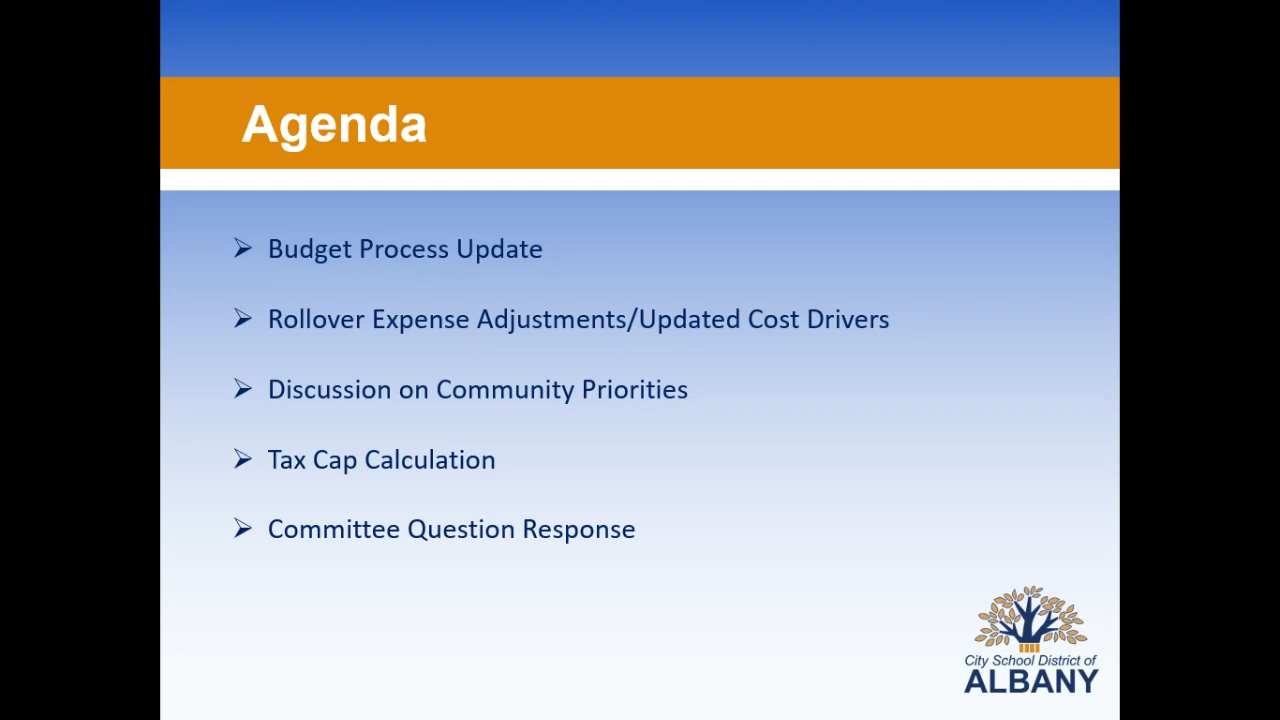 Agenda
Budget Process Update
Rollover Expense Adjustments/Updated Cost Drivers
Discussion on Community Priorities
Tax Cap Calculation
Committee Question Response
City School District of
ALBANY